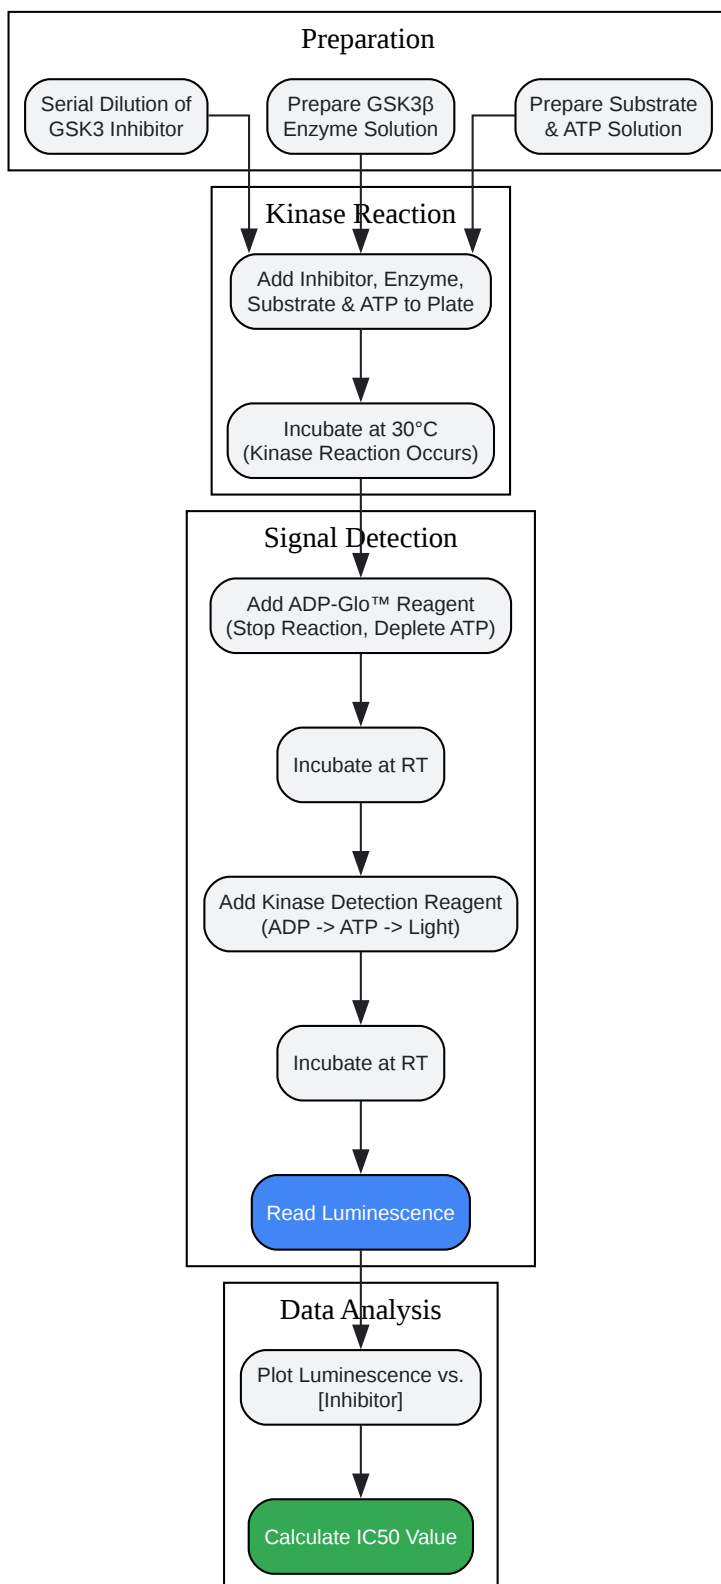 Preparation
Serial Dilution of
GSK3 Inhibitor
Prepare GSK3β
Enzyme Solution
Prepare Substrate
& ATP Solution
Kinase Reaction
Add Inhibitor, Enzyme,
Substrate & ATP to Plate
Incubate at 30°C
(Kinase Reaction Occurs)
Signal Detection
Add ADP-Glo™ Reagent
(Stop Reaction, Deplete ATP)
Incubate at RT
Add Kinase Detection Reagent
(ADP -> ATP -> Light)
Incubate at RT
Read Luminescence
Data Analysis
Plot Luminescence vs.
[Inhibitor]
Calculate IC50 Value